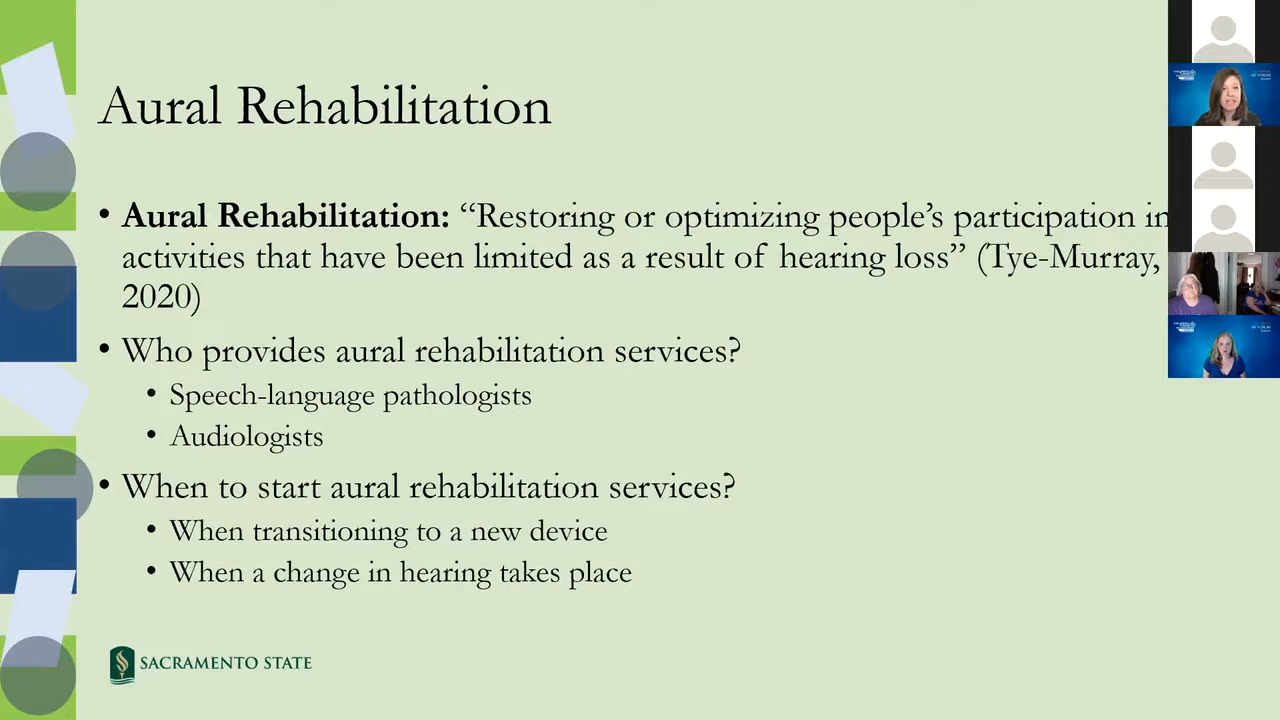 Aural Rehabilitation
• Aural Rehabilitation: “Restoring or optimizing people’s participation in
activities that have been limited as a result of hearing loss” (Tye-Murray,
2020)
• Who provides aural rehabilitation services?
• Speech-language pathologists
• Audiologists
• When to start aural rehabilitation services?
• When transitioning to a new device
• When a change in hearing takes place
SACRAMENTO STATE